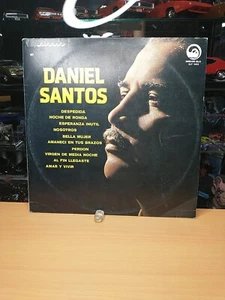 DANIEL
SANTOS
DESPEDIDA
NOCHE DE RONDA
ESPERANZA INUTIL
NOSOTROS
BELLA MUJER
AMANECI EN TUS BRAZOS
PERDON
VIRGEN DE MEDIA NOCHE
AL FIN LLEGASTE
AMAR Y VIVIR